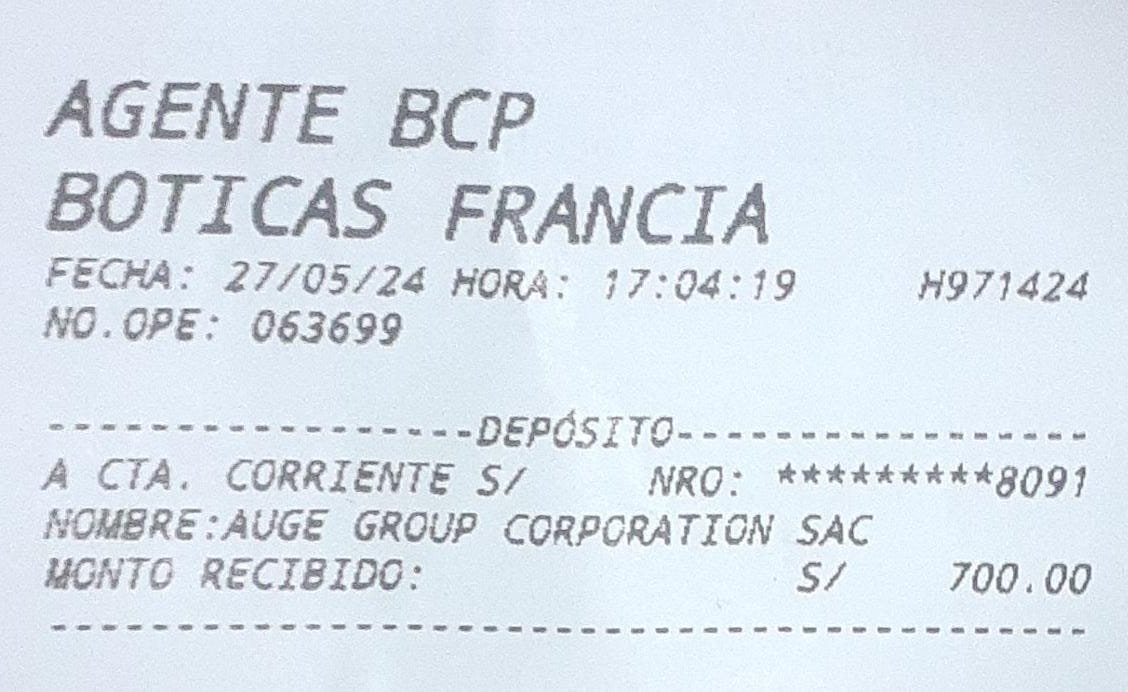 AGENTE BCP
BOTICAS FRANCIA
FECHA: 27/05/24 HORA: 17:04:19 H971424
NO.OPE: 063699
-----------------DEPÓSITO-----------------
A CTA. CORRIENTE S/ NRO: *********8091
NOMBRE:AUGE GROUP CORPORATION SAC
MONTO RECIBIDO: S/ 700.00
------------------------------------------